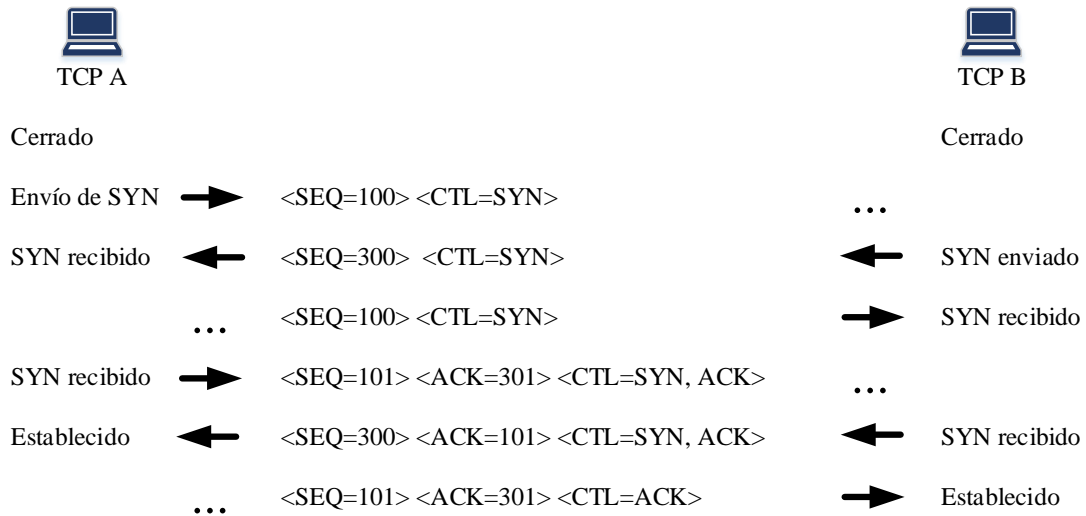 TCP A TCP B
Cerrado Cerrado
Envío de SYN <SEQ=100> <CTL=SYN> ...
SYN recibido <SEQ=300> <CTL=SYN> SYN enviado
... <SEQ=100> <CTL=SYN> SYN recibido
SYN recibido <SEQ=101> <ACK=301> <CTL=SYN, ACK> ...
Establecido <SEQ=300> <ACK=101> <CTL=SYN, ACK> SYN recibido
... <SEQ=101> <ACK=301> <CTL=ACK> Establecido